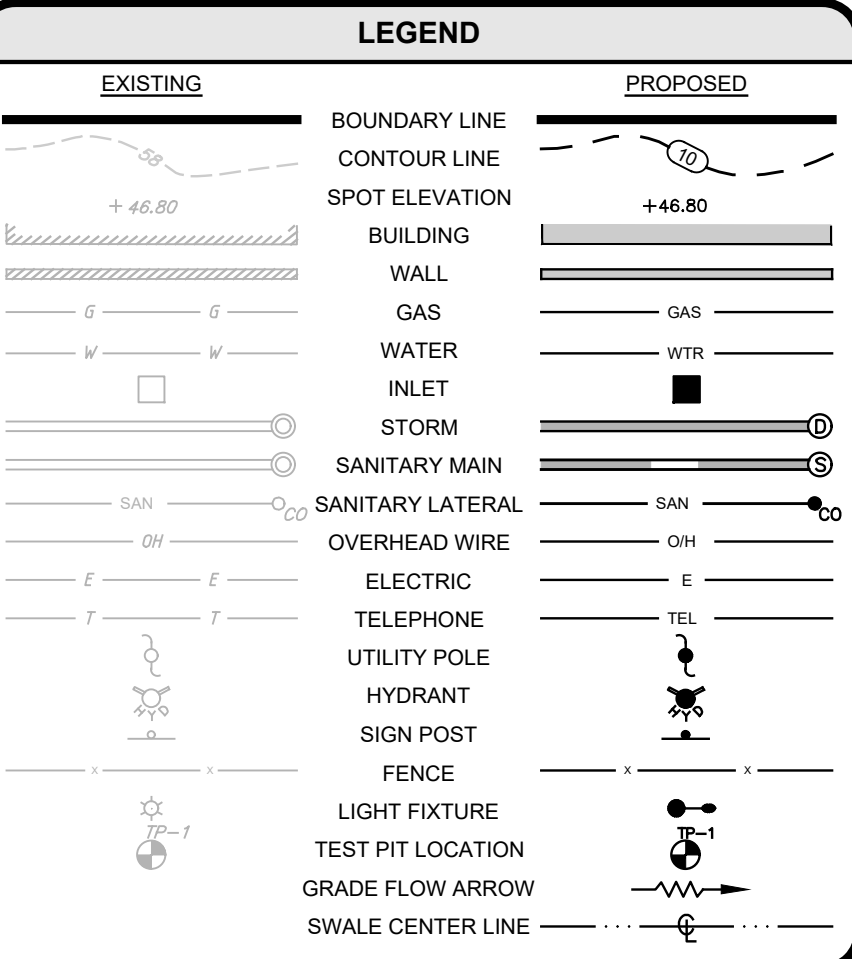 LEGEND
EXISTING PROPOSED
BOUNDARY LINE
58 CONTOUR LINE 10
+ 46.80 SPOT ELEVATION +46.80
BUILDING
WALL
G G GAS GAS
W W WATER WTR
INLET
STORM D
SANITARY MAIN S
SAN CO SANITARY LATERAL SAN CO
OH OVERHEAD WIRE O/H
E E ELECTRIC E
T T TELEPHONE TEL
UTILITY POLE
HYD HYDRANT HYD
SIGN POST
x x FENCE x x
LIGHT FIXTURE
TP-1 TEST PIT LOCATION TP-1
GRADE FLOW ARROW
SWALE CENTER LINE ℄